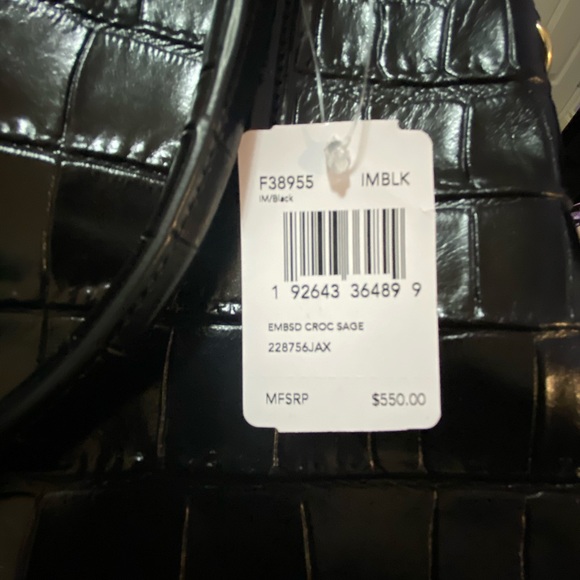 F38955 IMBLK
IM/Black
1 92643 36489 9
EMBSD CROC SAGE
228756JAX
MFSRP $550.00